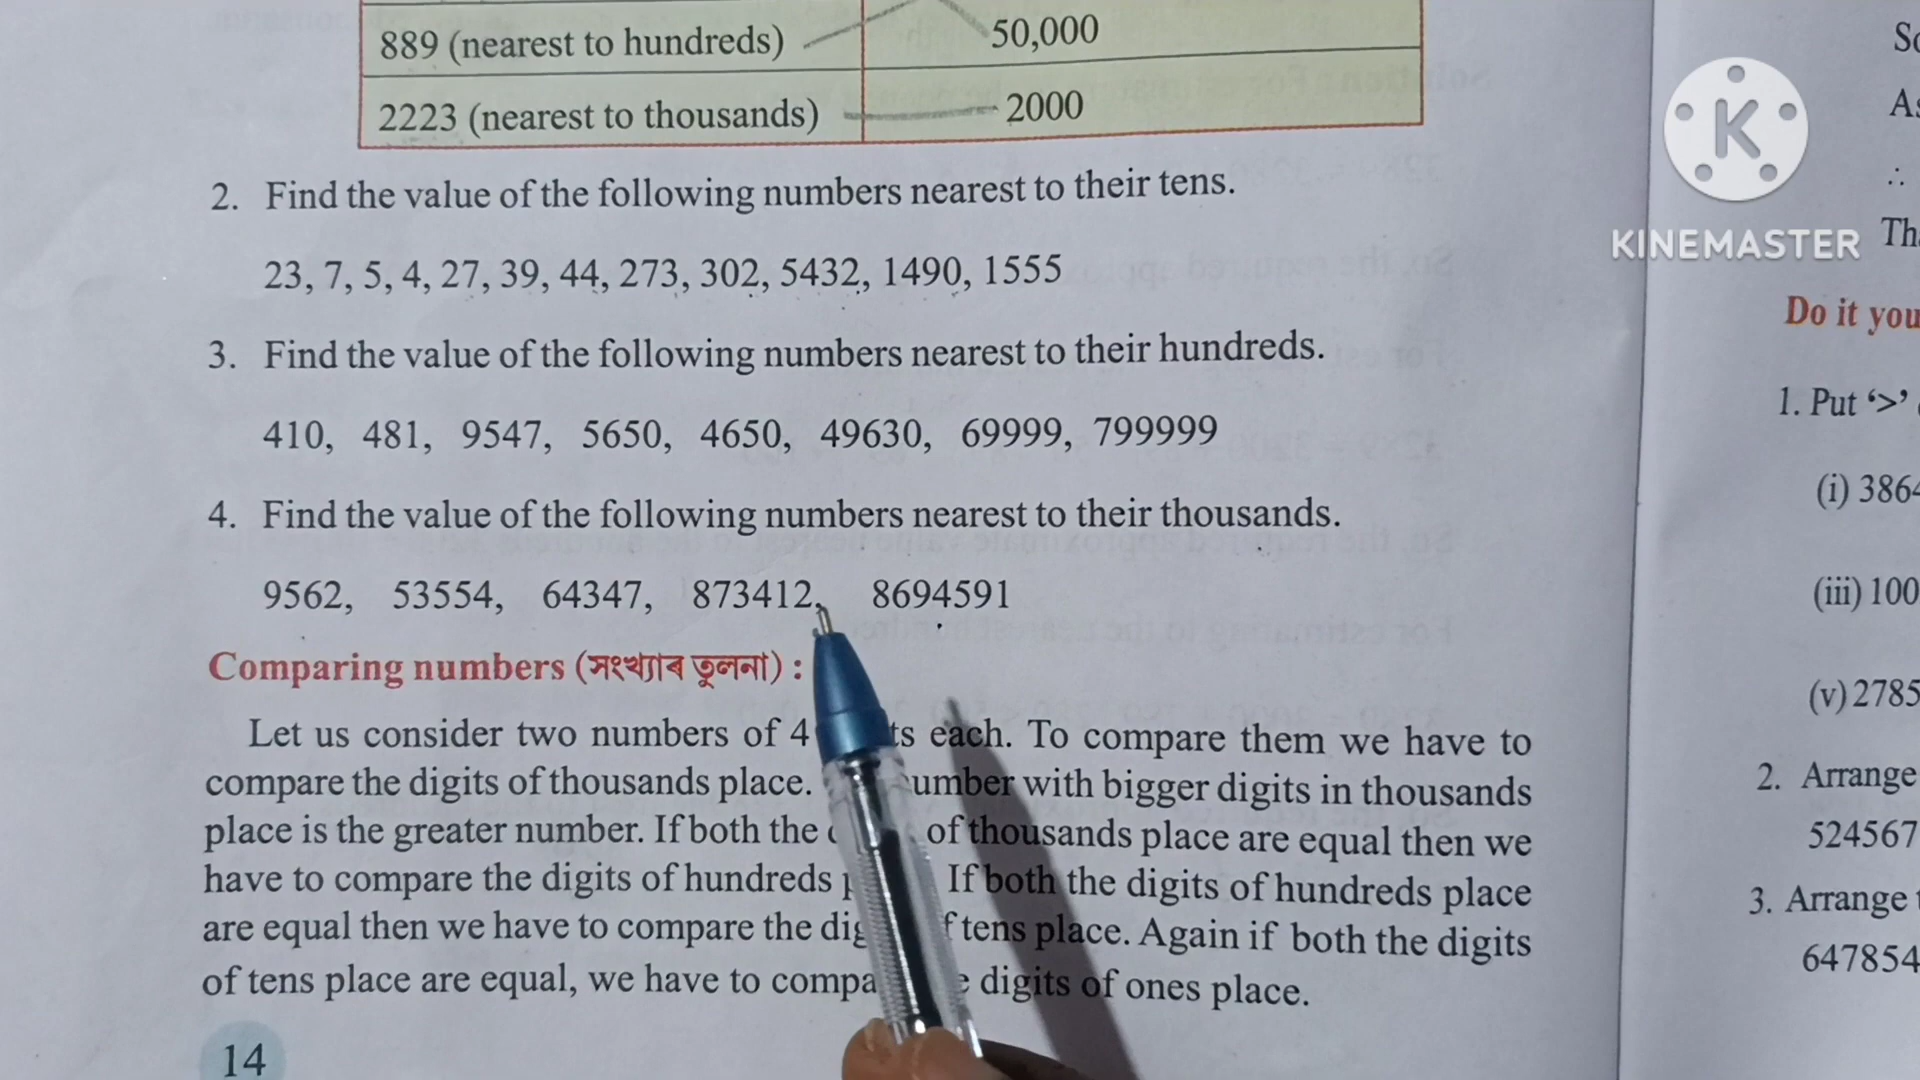 889 (nearest to hundreds) 50,000
2223 (nearest to thousands) 2000
2. Find the value of the following numbers nearest to their tens.
23, 7, 5, 4, 27, 39, 44, 273, 302, 5432, 1490, 1555
3. Find the value of the following numbers nearest to their hundreds.
410, 481, 9547, 5650, 4650, 49630, 69999, 799999
4. Find the value of the following numbers nearest to their thousands.
9562, 53554, 64347, 873412, 8694591
Comparing numbers (সংখ্যাৰ তুলনা) :
Let us consider two numbers of 4 each. To compare them we have to
compare the digits of thousands place. with bigger digits in thousands
place is the greater number. If both the of thousands place are equal then we
have to compare the digits of hundreds If both the digits of hundreds place
are equal then we have to compare the tens place. Again if both the digits
of tens place are equal, we have to digits of ones place.
14
KINEMASTER
∴
Do it
1. Put ‘>’
(i)
(iii)
(v)
2. Arrange
524567
3. Arrange
647854